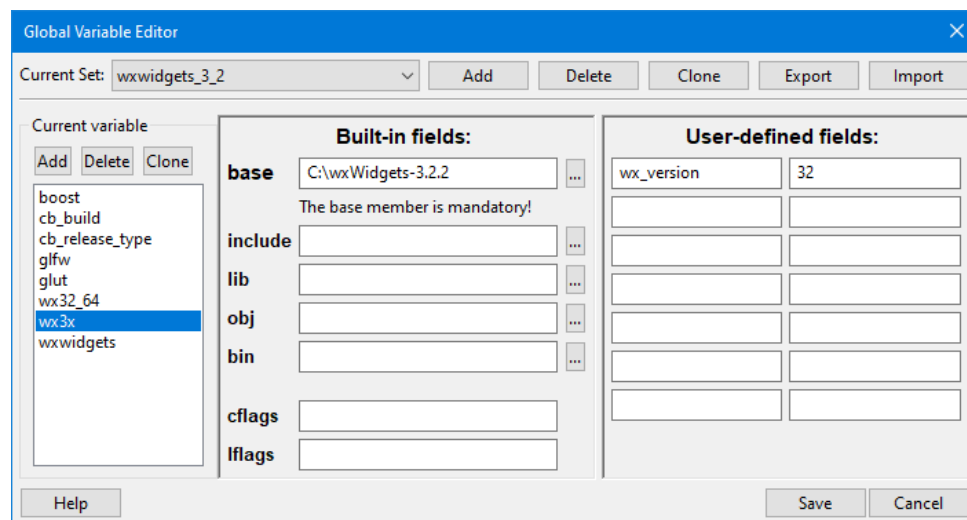 Global Variable Editor
Current Set: wxwidgets_3_2 Add Delete Clone Export Import
Current variable
Add Delete Clone
boost
cb_build
cb_release_type
glfw
glut
wx32_64
wx3x
wxwidgets
Built-in fields:
base C:\wxWidgets-3.2.2 ...
The base member is mandatory!
include ...
lib ...
obj ...
bin ...
cflags
lflags
User-defined fields:
wx_version 32
Help Save Cancel